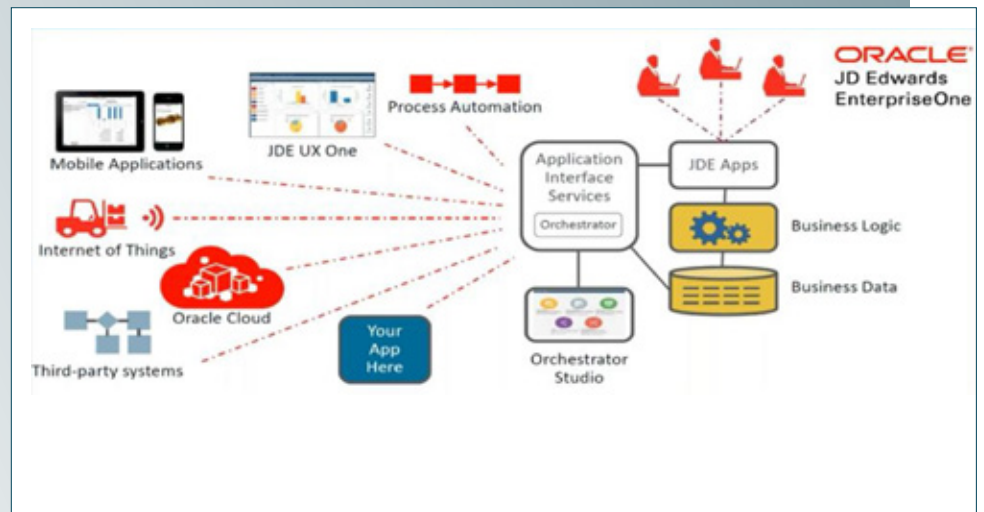 ORACLE
JD Edwards
EnterpriseOne
Process Automation
JDE UX One
Mobile Applications
Application
Interface
Services
Orchestrator
JDE Apps
Internet of Things
Business Logic
Oracle Cloud
Business Data
Third-party systems
Your
App
Here
Orchestrator
Studio